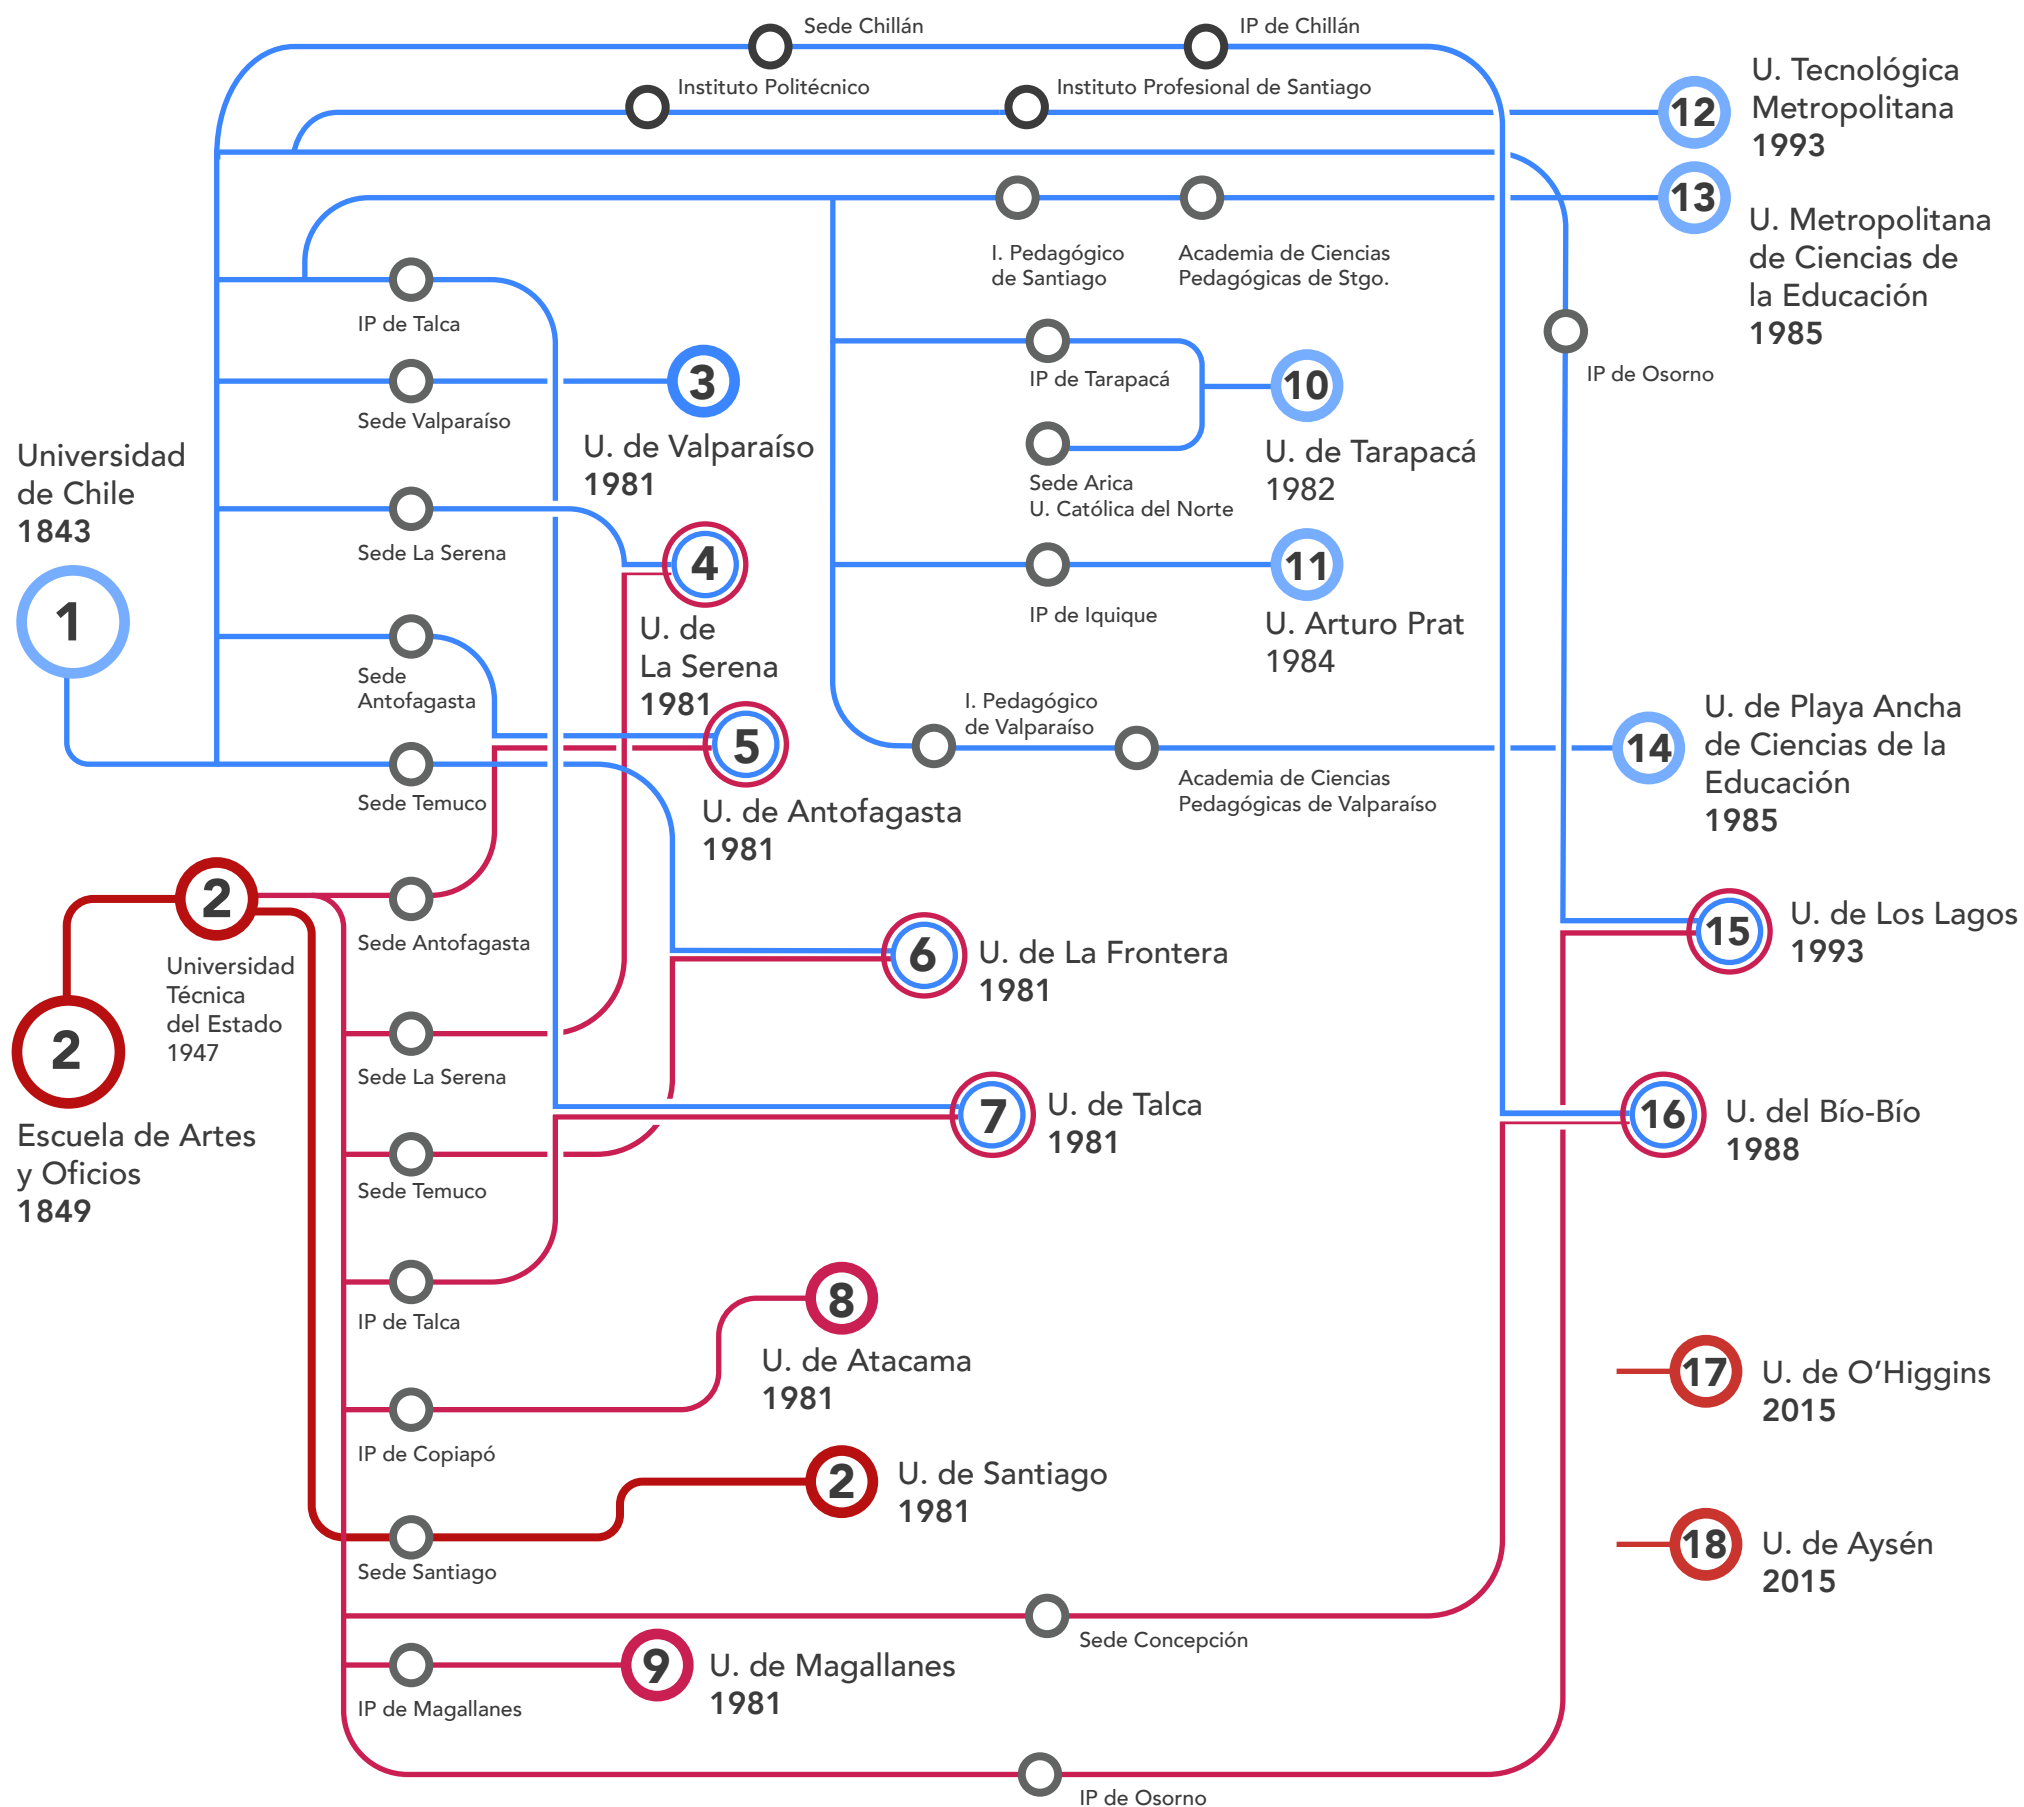 Sede Chillán
IP de Chillán
Instituto Politécnico
Instituto Profesional de Santiago
12
U. Tecnológica
Metropolitana
1993
13
U. Metropolitana
de Ciencias de
la Educación
1985
I. Pedagógico
de Santiago
Academia de Ciencias
Pedagógicas de Stgo.
IP de Talca
IP de Tarapacá
10
U. de Tarapacá
1982
IP de Osorno
3
U. de Valparaíso
1981
Sede Valparaíso
Sede Arica
U. Católica del Norte
Universidad
de Chile
1843
1
Sede La Serena
4
U. de
La Serena
1981
11
U. Arturo Prat
1984
IP de Iquique
Sede
Antofagasta
5
U. de Antofagasta
1981
I. Pedagógico
de Valparaíso
Academia de Ciencias
Pedagógicas de Valparaíso
14
U. de Playa Ancha
de Ciencias de la
Educación
1985
Sede Temuco
2
Universidad
Técnica
del Estado
1947
Sede Antofagasta
6
U. de La Frontera
1981
15
U. de Los Lagos
1993
2
Escuela de Artes
y Oficios
1849
Sede La Serena
7
U. de Talca
1981
16
U. del Bío-Bío
1988
Sede Temuco
IP de Talca
8
U. de Atacama
1981
17
U. de O’Higgins
2015
IP de Copiapó
2
U. de Santiago
1981
18
U. de Aysén
2015
Sede Santiago
Sede Concepción
9
U. de Magallanes
1981
IP de Magallanes
IP de Osorno